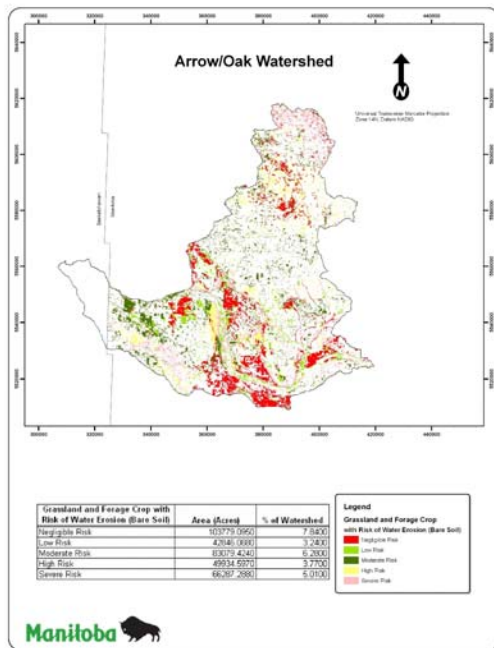 Arrow/Oak Watershed
N
Universal Transverse Mercator Projection
Zone 14N, Datum NAD83
Grassland and Forage Crop with
Risk of Water Erosion (Bare Soil)
Area (Acres)
% of Watershed
Negligible Risk 103779.0950 7.8400
Low Risk 42846.0680 3.2400
Moderate Risk 83079.4240 6.2800
High Risk 49934.5970 3.7700
Severe Risk 66287.2880 5.0100
Legend
Grassland and Forage Crop
with Risk of Water Erosion (Bare Soil)
Negligible Risk
Low Risk
Moderate Risk
High Risk
Severe Risk
Manitoba